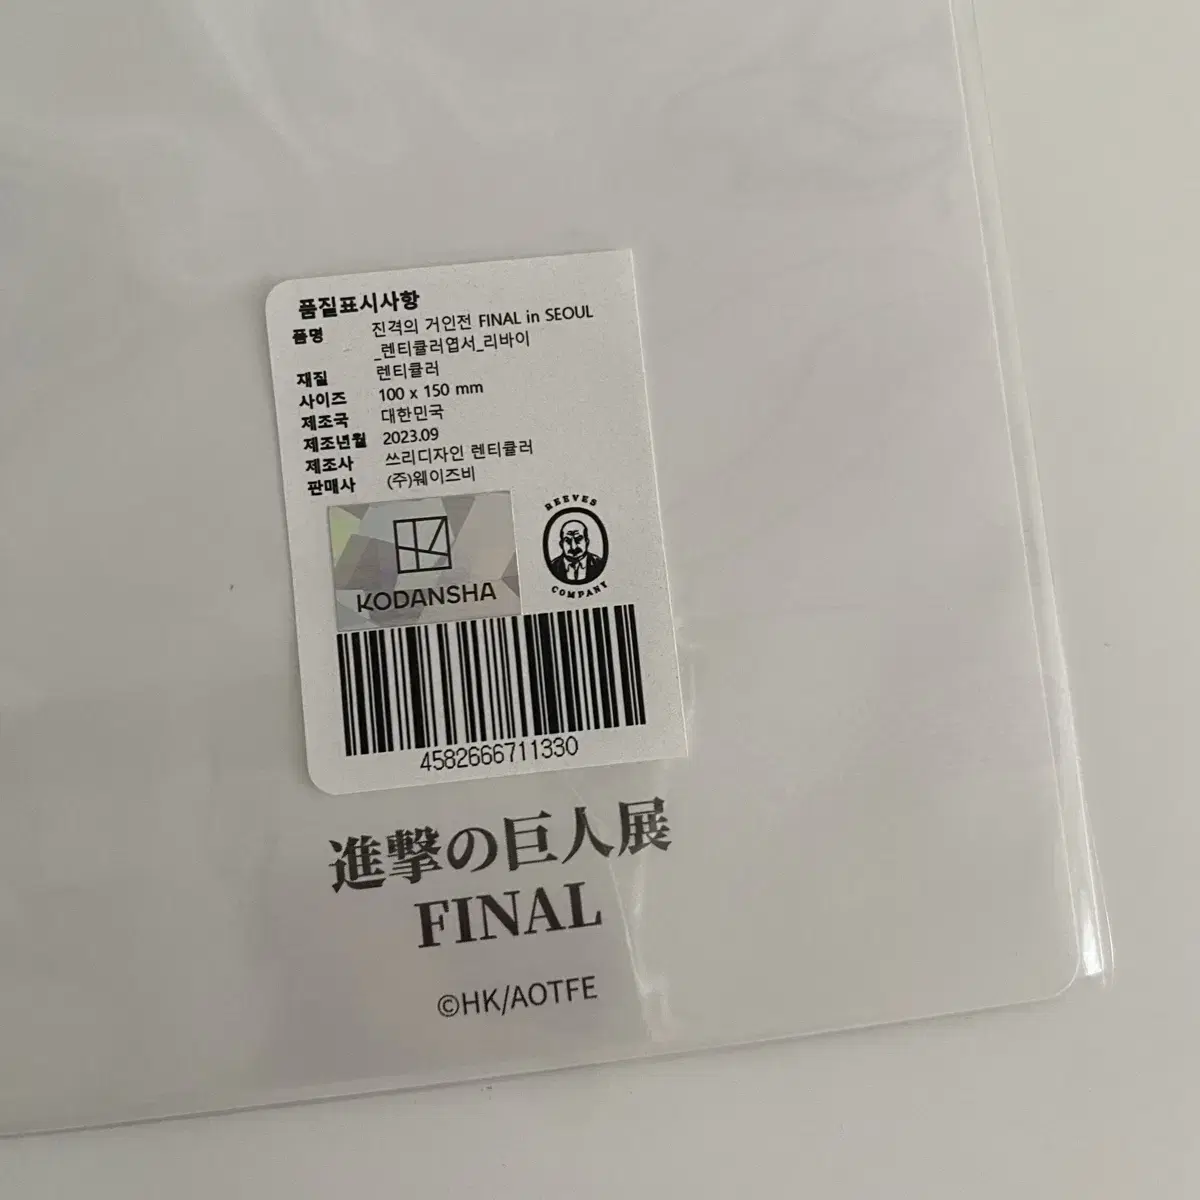 품질표시사항
품명 진격의 거인전 FINAL in SEOUL
_렌티큘러엽서_리바이
재질 렌티큘러
사이즈 100 x 150 mm
제조국 대한민국
제조년월 2023.09
제조사 쓰리디자인 렌티큘러
판매사 (주)웨이즈비
KODANSHA
REEVES
COMPANY
4582666711330
進撃の巨人展
FINAL
©HK/AOTFE